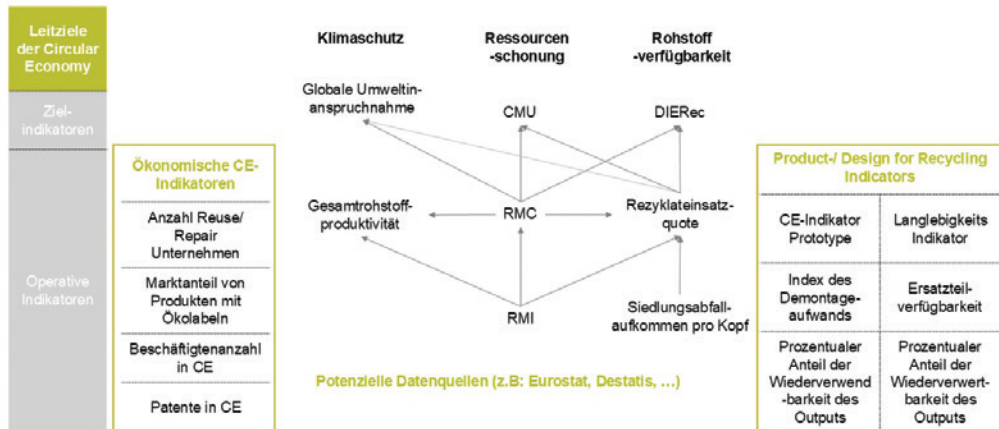 Leitziele
der Circular
Economy
Klimaschutz
Ressourcen
-schonung
Rohstoff
-verfügbarkeit
Ziel-
indikatoren
Globale Umweltin-
anspruchnahme
CMU
DIERec
Operative
Indikatoren
Ökonomische CE-
Indikatoren
Anzahl Reuse/
Repair
Unternehmen
Marktanteil von
Produkten mit
Ökolabeln
Beschäftigtenanzahl
in CE
Patente in CE
Gesamtrohstoff-
produktivität
RMC
Rezyklateinsatz-
quote
RMI
Siedlungsabfall-
aufkommen pro Kopf
Potenzielle Datenquellen (z.B: Eurostat, Destatis, …)
Product-/ Design for Recycling
Indicators
CE-Indikator
Prototype
Langlebigkeits
Indikator
Index des
Demontage-
aufwands
Ersatzteil-
verfügbarkeit
Prozentualer
Anteil der
Wiederverwend
-barkeit des
Outputs
Prozentualer
Anteil der
Wiederverwert-
barkeit des
Outputs